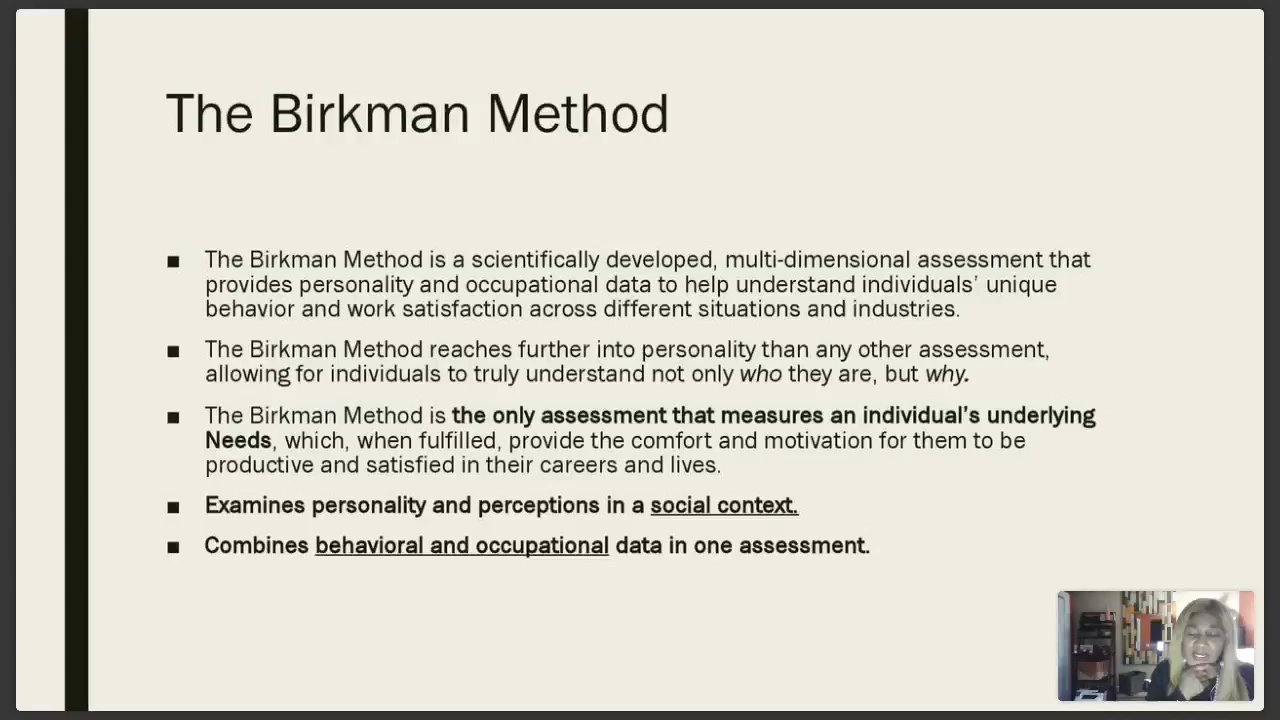 The Birkman Method
■ The Birkman Method is a scientifically developed, multi-dimensional assessment that
provides personality and occupational data to help understand individuals’ unique
behavior and work satisfaction across different situations and industries.
■ The Birkman Method reaches further into personality than any other assessment,
allowing for individuals to truly understand not only who they are, but why.
■ The Birkman Method is the only assessment that measures an individual’s underlying
Needs, which, when fulfilled, provide the comfort and motivation for them to be
productive and satisfied in their careers and lives.
■ Examines personality and perceptions in a social context.
■ Combines behavioral and occupational data in one assessment.